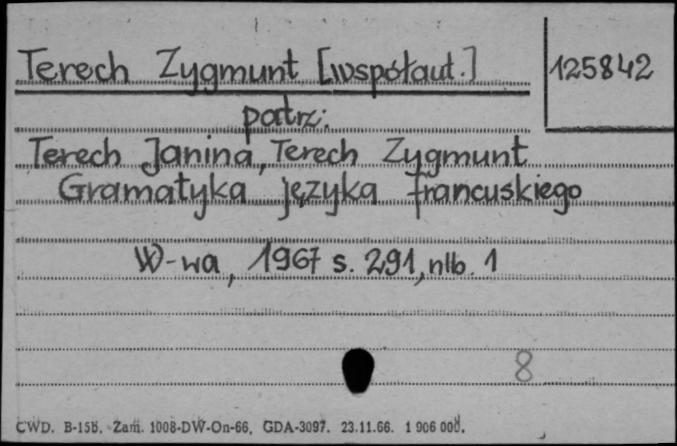 Terech Zygmunt [współaut.]
125842
patrz:
Terech Janina, Terech Zygmunt
Gramatyka języka francuskiego
W-wa, 1967 s. 291, nlb. 1
8
CWD. B-15b. Zam. 1008-DW-On-66. GDA-3097. 23.11.66. 1 906 000.